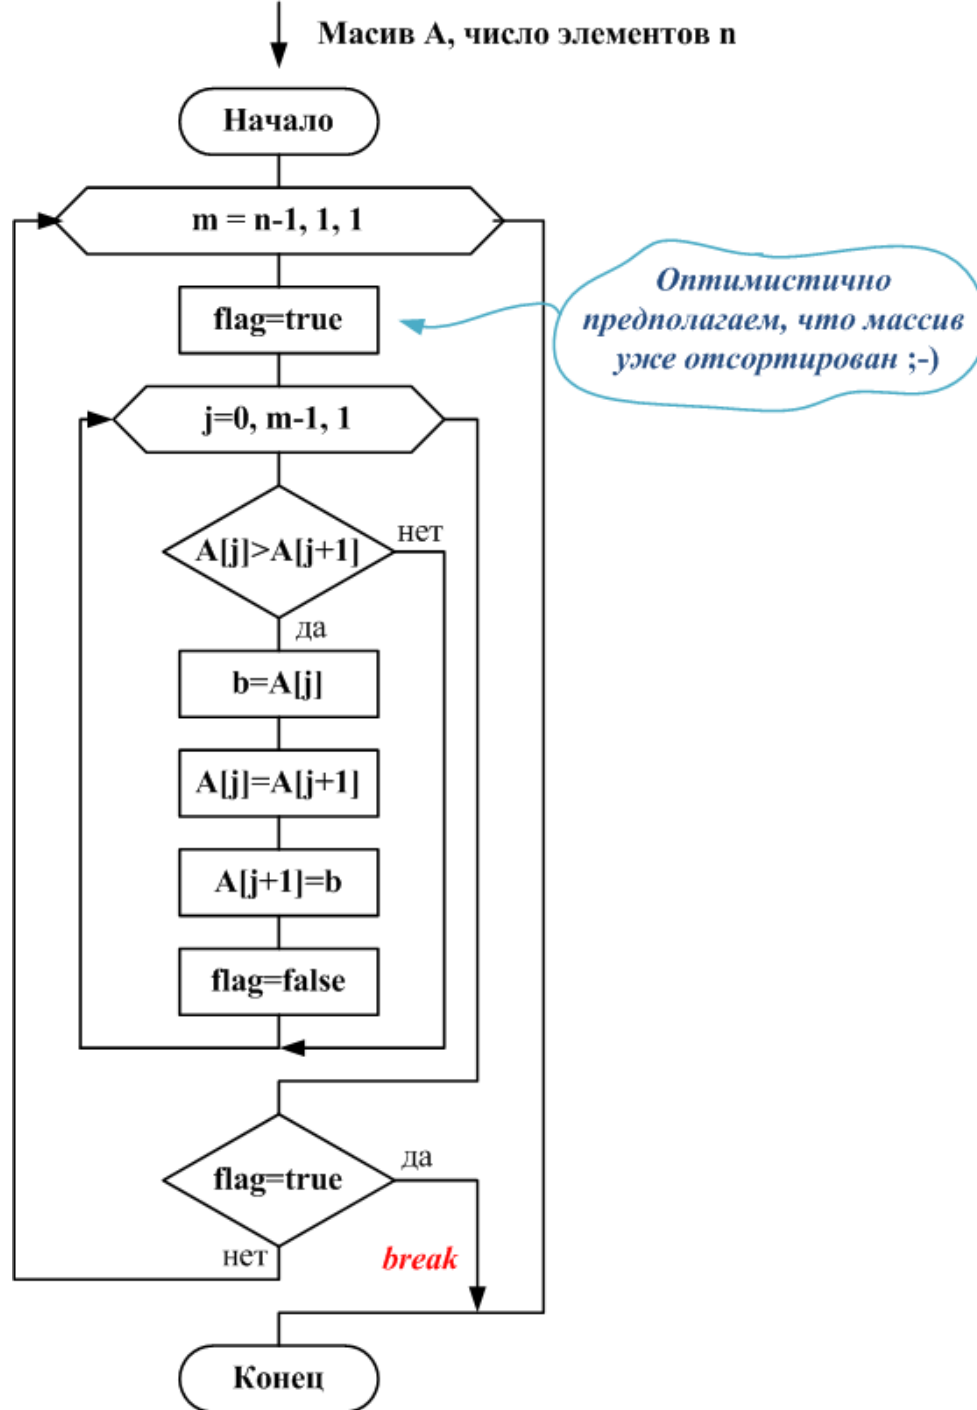 Масив А, число элементов n
Начало
m = n-1, 1, 1
flag=true
Оптимистично
предполагаем, что массив
уже отсортирован ;-)
j=0, m-1, 1
A[j]>A[j+1]
нет
да
b=A[j]
A[j]=A[j+1]
A[j+1]=b
flag=false
flag=true
да
нет
break
Конец